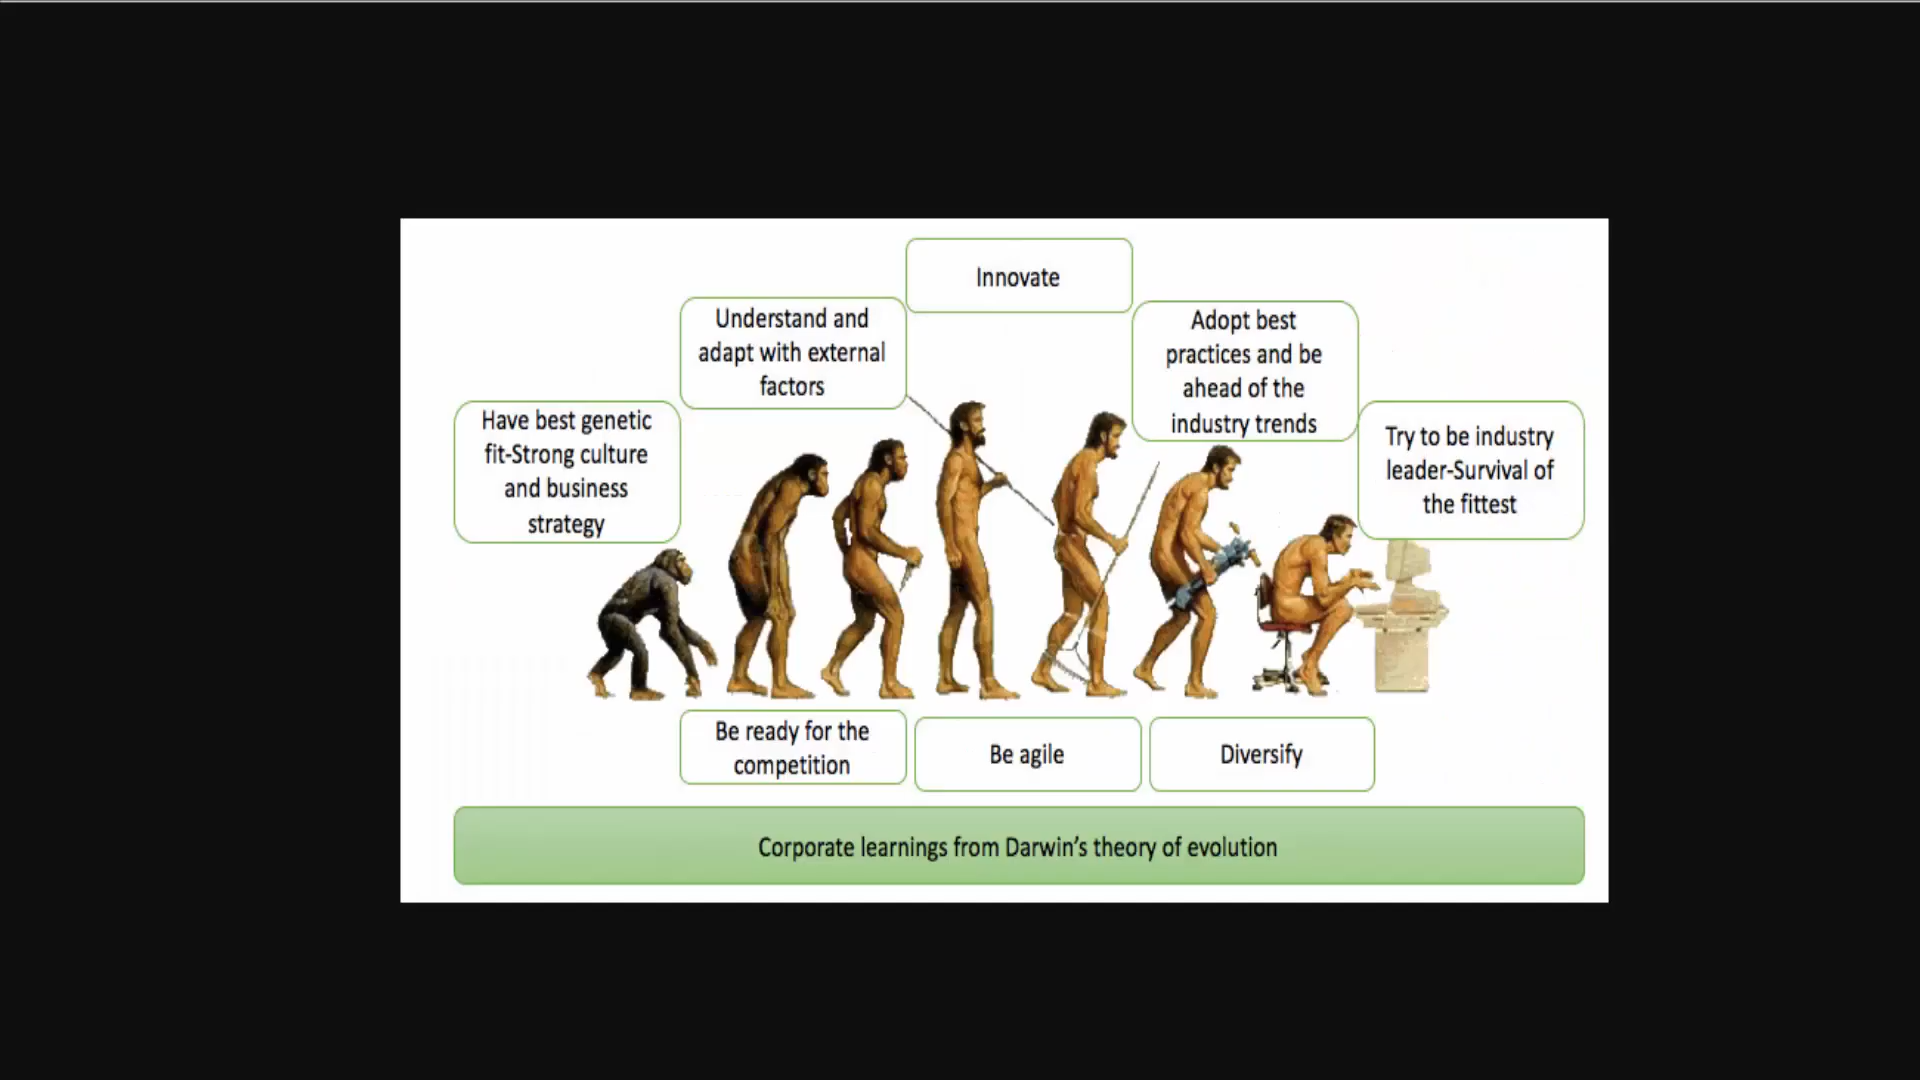 Innovate
Understand and
adapt with external
factors
Adopt best
practices and be
ahead of the
industry trends
Have best genetic
fit-Strong culture
and business
strategy
Try to be industry
leader-Survival of
the fittest
Be ready for the
competition
Be agile
Diversify
Corporate learnings from Darwin's theory of evolution